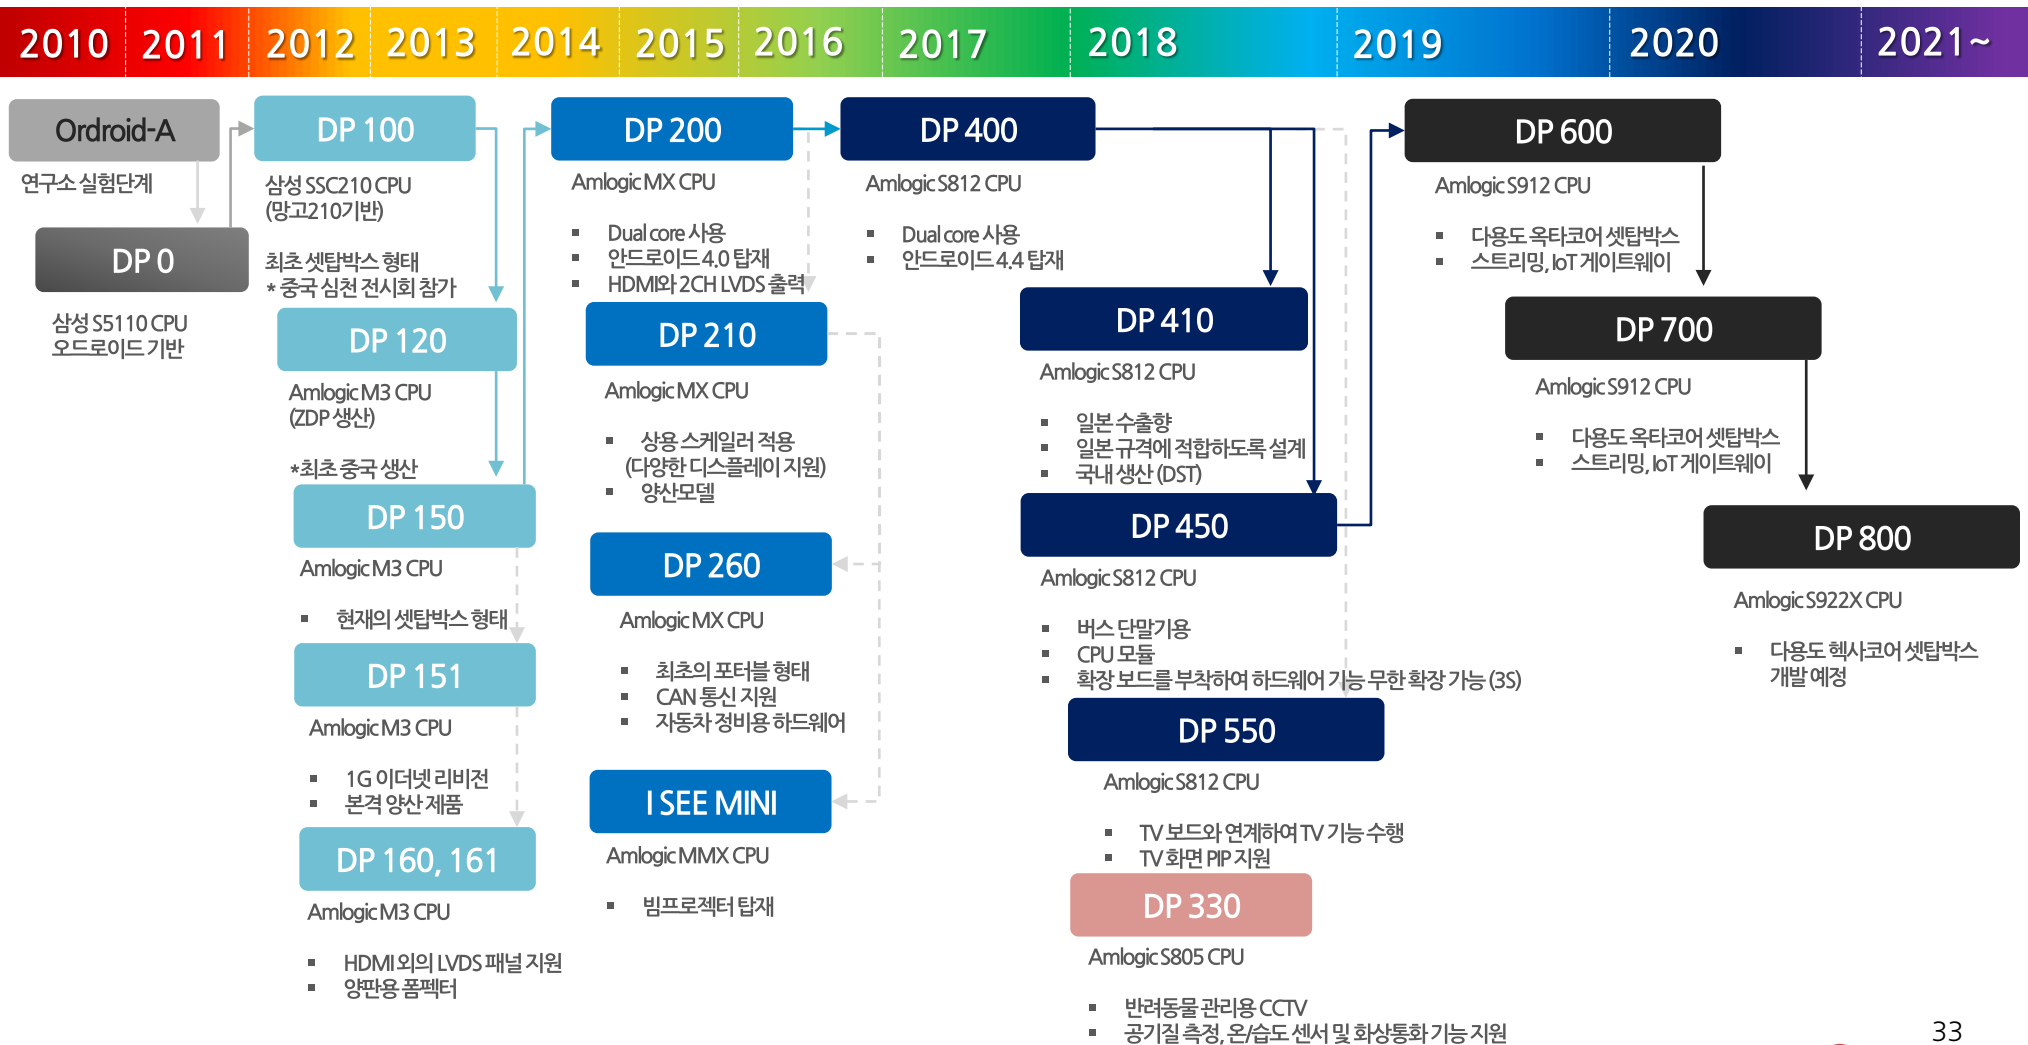 2010 2011 2012 2013 2014 2015 2016 2017 2018 2019 2020 2021~
Ordroid-A
연구소 실험단계
DP 0
삼성 S5110 CPU
오드로이드 기반
DP 100
삼성 SSC210 CPU
(망고210기반)
최초 셋탑박스 형태
* 중국 심천 전시회 참가
DP 120
Amlogic M3 CPU
(ZDP 생산)
*최초 중국 생산
DP 150
Amlogic M3 CPU
▪ 현재의 셋탑박스 형태
DP 151
Amlogic M3 CPU
▪ 1G 이더넷 리비전
▪ 본격 양산 제품
DP 160, 161
Amlogic M3 CPU
▪ HDMI 외의 LVDS 패널 지원
▪ 양판용 폼펙터
DP 200
Amlogic MX CPU
▪ Dual core 사용
▪ 안드로이드 4.0 탑재
▪ HDMI와 2CH LVDS 출력
DP 210
Amlogic MX CPU
▪ 상용 스케일러 적용
(다양한 디스플레이 지원)
▪ 양산모델
DP 260
Amlogic MX CPU
▪ 최초의 포터블 형태
▪ CAN 통신 지원
▪ 자동차 정비용 하드웨어
I SEE MINI
Amlogic MMX CPU
▪ 빔프로젝터 탑재
DP 400
Amlogic S812 CPU
▪ Dual core 사용
▪ 안드로이드 4.4 탑재
DP 410
Amlogic S812 CPU
▪ 일본 수출향
▪ 일본 규격에 적합하도록 설계
▪ 국내 생산 (DST)
DP 450
Amlogic S812 CPU
▪ 버스 단말기용
▪ CPU 모듈
▪ 확장 보드를 부착하여 하드웨어 기능 무한 확장 가능 (3S)
DP 550
Amlogic S812 CPU
▪ TV 보드와 연계하여 TV 기능 수행
▪ TV 화면 PIP 지원
DP 330
Amlogic S805 CPU
▪ 반려동물 관리용 CCTV
▪ 공기질 측정, 온/습도 센서 및 화상통화 기능 지원
DP 600
Amlogic S912 CPU
▪ 다용도 옥타코어 셋탑박스
▪ 스트리밍, IoT 게이트웨이
DP 700
Amlogic S912 CPU
▪ 다용도 옥타코어 셋탑박스
▪ 스트리밍, IoT 게이트웨이
DP 800
Amlogic S922X CPU
▪ 다용도 헥사코어 셋탑박스
개발 예정
33